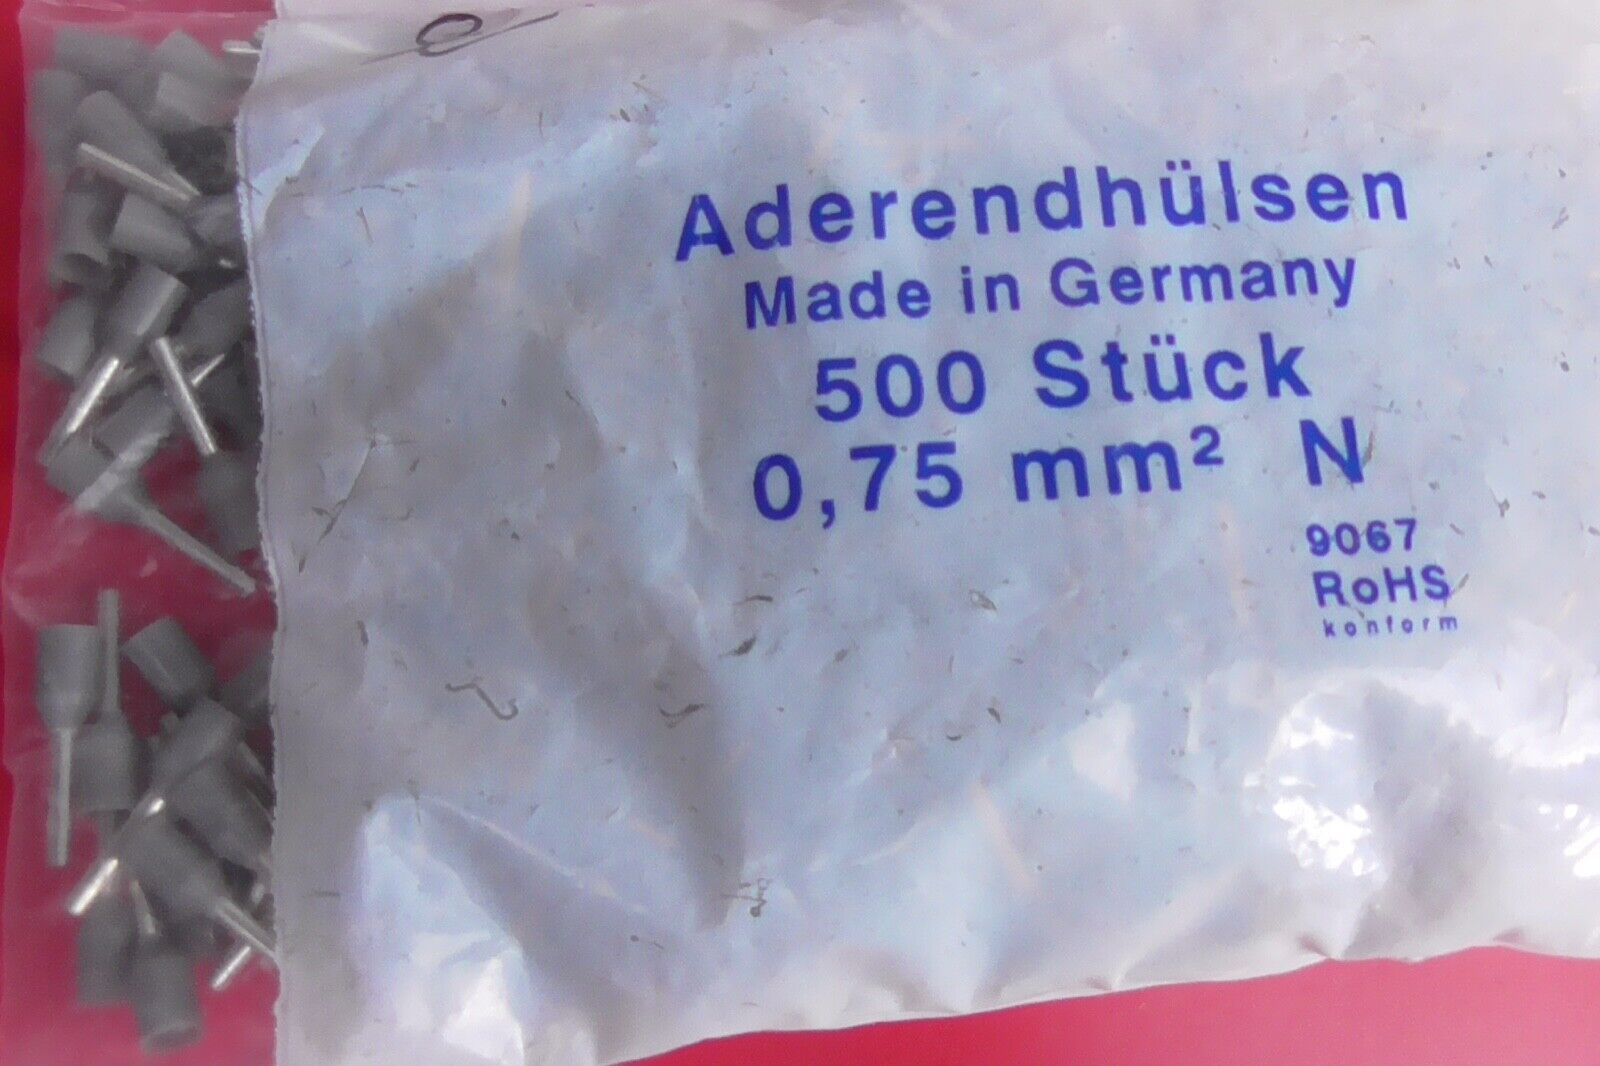 Aderendhülsen
Made in Germany
500 Stück
0,75 mm² N
9067
RoHS
konform